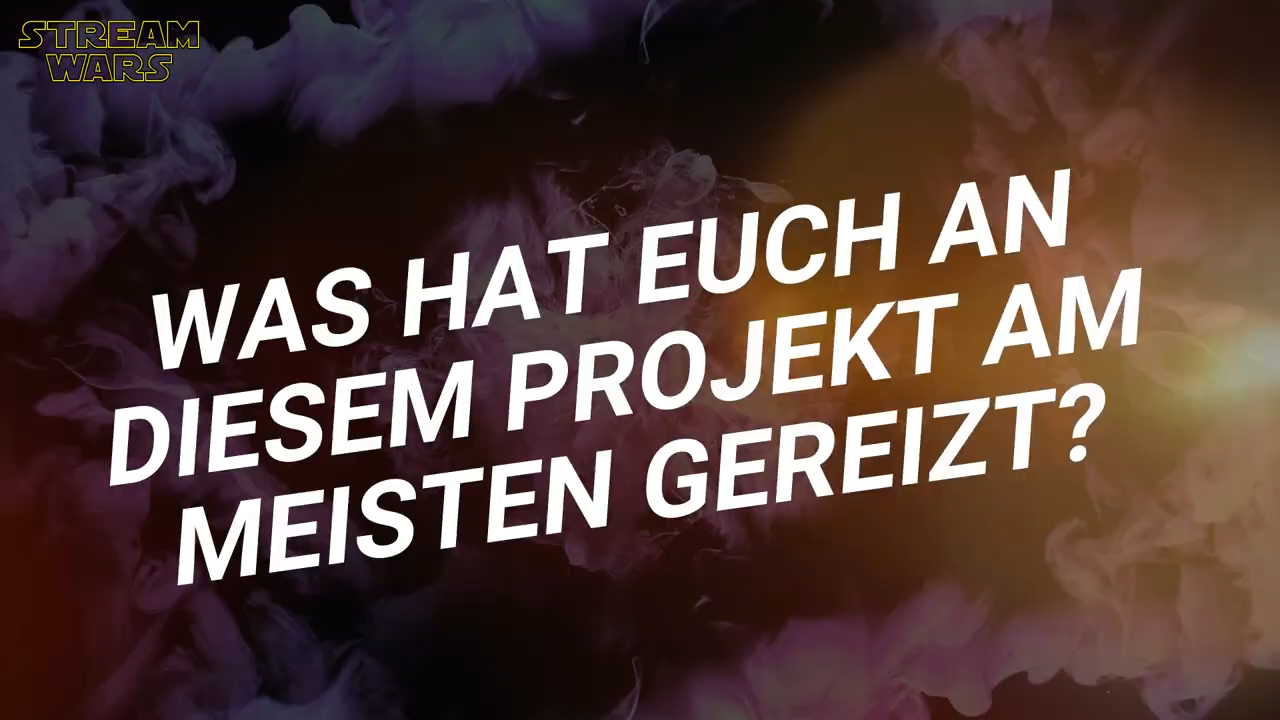 STREAM
WARS
WAS HAT EUCH AN
DIESEM PROJEKT AM
MEISTEN GEREIZT?